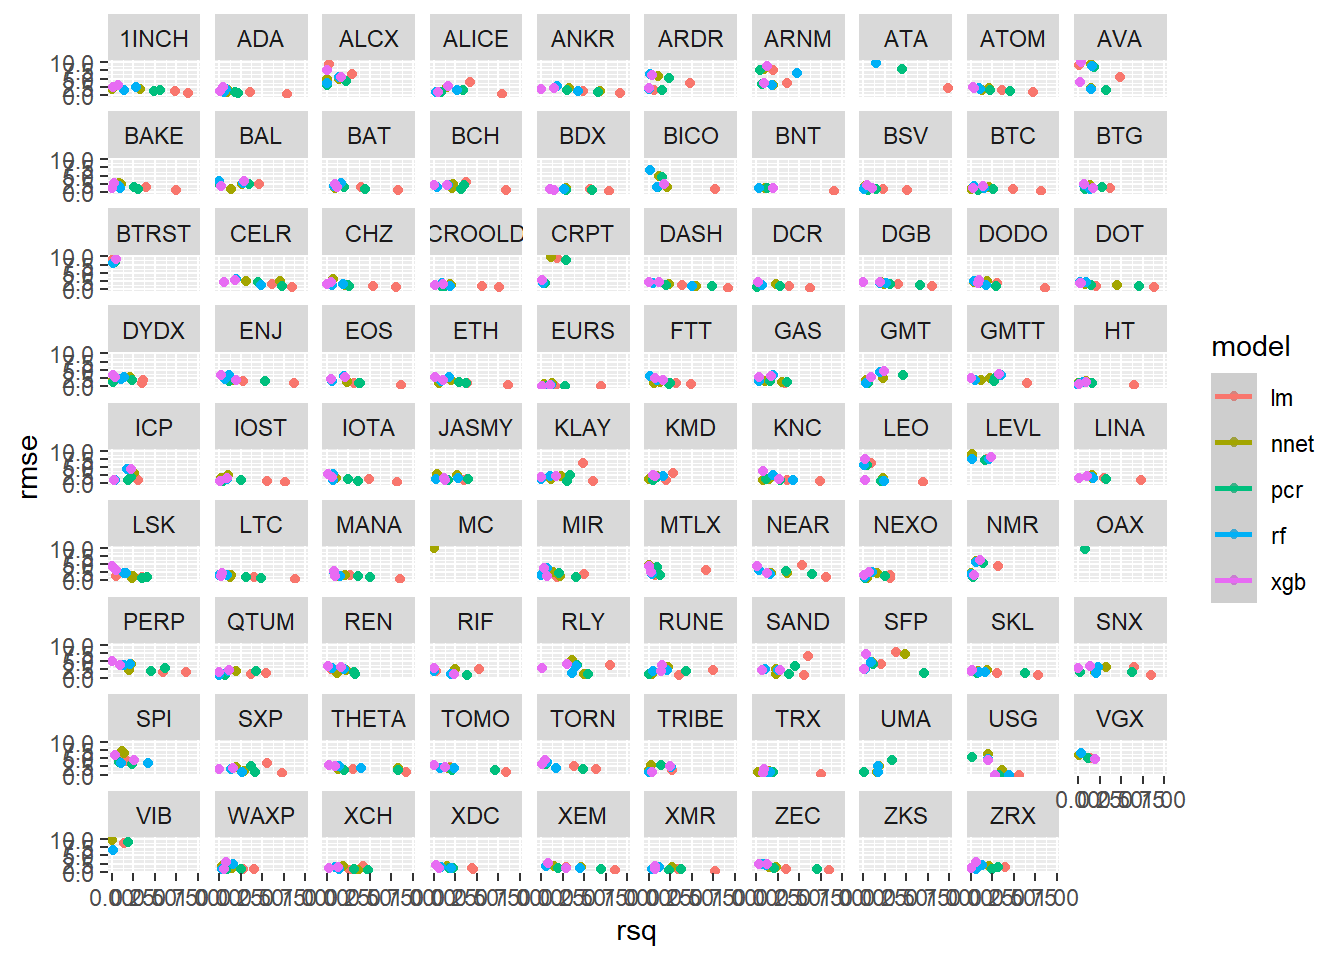 1INCH ADA ALCX ALICE ANKR ARDR ARNM ATA ATOM AVA
BAKE BAL BAT BCH BDX BICO BNT BSV BTC BTG
BTRST CELR CHZ CROOLD CRPT DASH DCR DGB DODO DOT
DYDX ENJ EOS ETH EURS FTT GAS GMT GMTT HT
ICP IOST IOTA JASMY KLAY KMD KNC LEO LEVL LINA
LSK LTC MANA MC MIR MTLX NEAR NEXO NMR OAX
PERP QTUM REN RIF RLY RUNE SAND SFP SKL SNX
SPI SXP THETA TOMO TORN TRIBE TRX UMA USG VGX
VIB WAXP XCH XDC XEM XMR ZEC ZKS ZRX
rsq
rmse
model
lm
nnet
pcr
rf
xgb